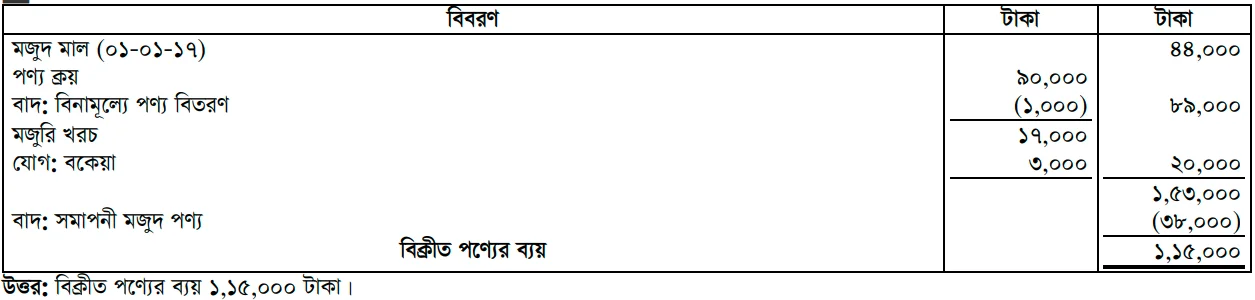 বিবরণ টাকা টাকা
মজুদ মাল (০১-০১-১৭) ৪৪,০০০
পণ্য ক্রয় ৯০,০০০
বাদ: বিনামূল্যে পণ্য বিতরণ (১,০০০) ৮৯,০০০
মজুরি খরচ ১৭,০০০
যোগ: বকেয়া ৩,০০০ ২০,০০০
১,৫৩,০০০
বাদ: সমাপনী মজুদ পণ্য (৩৮,০০০)
বিক্রীত পণ্যের ব্যয় ১,১৫,০০০
উত্তর: বিক্রীত পণ্যের ব্যয় ১,১৫,০০০ টাকা।